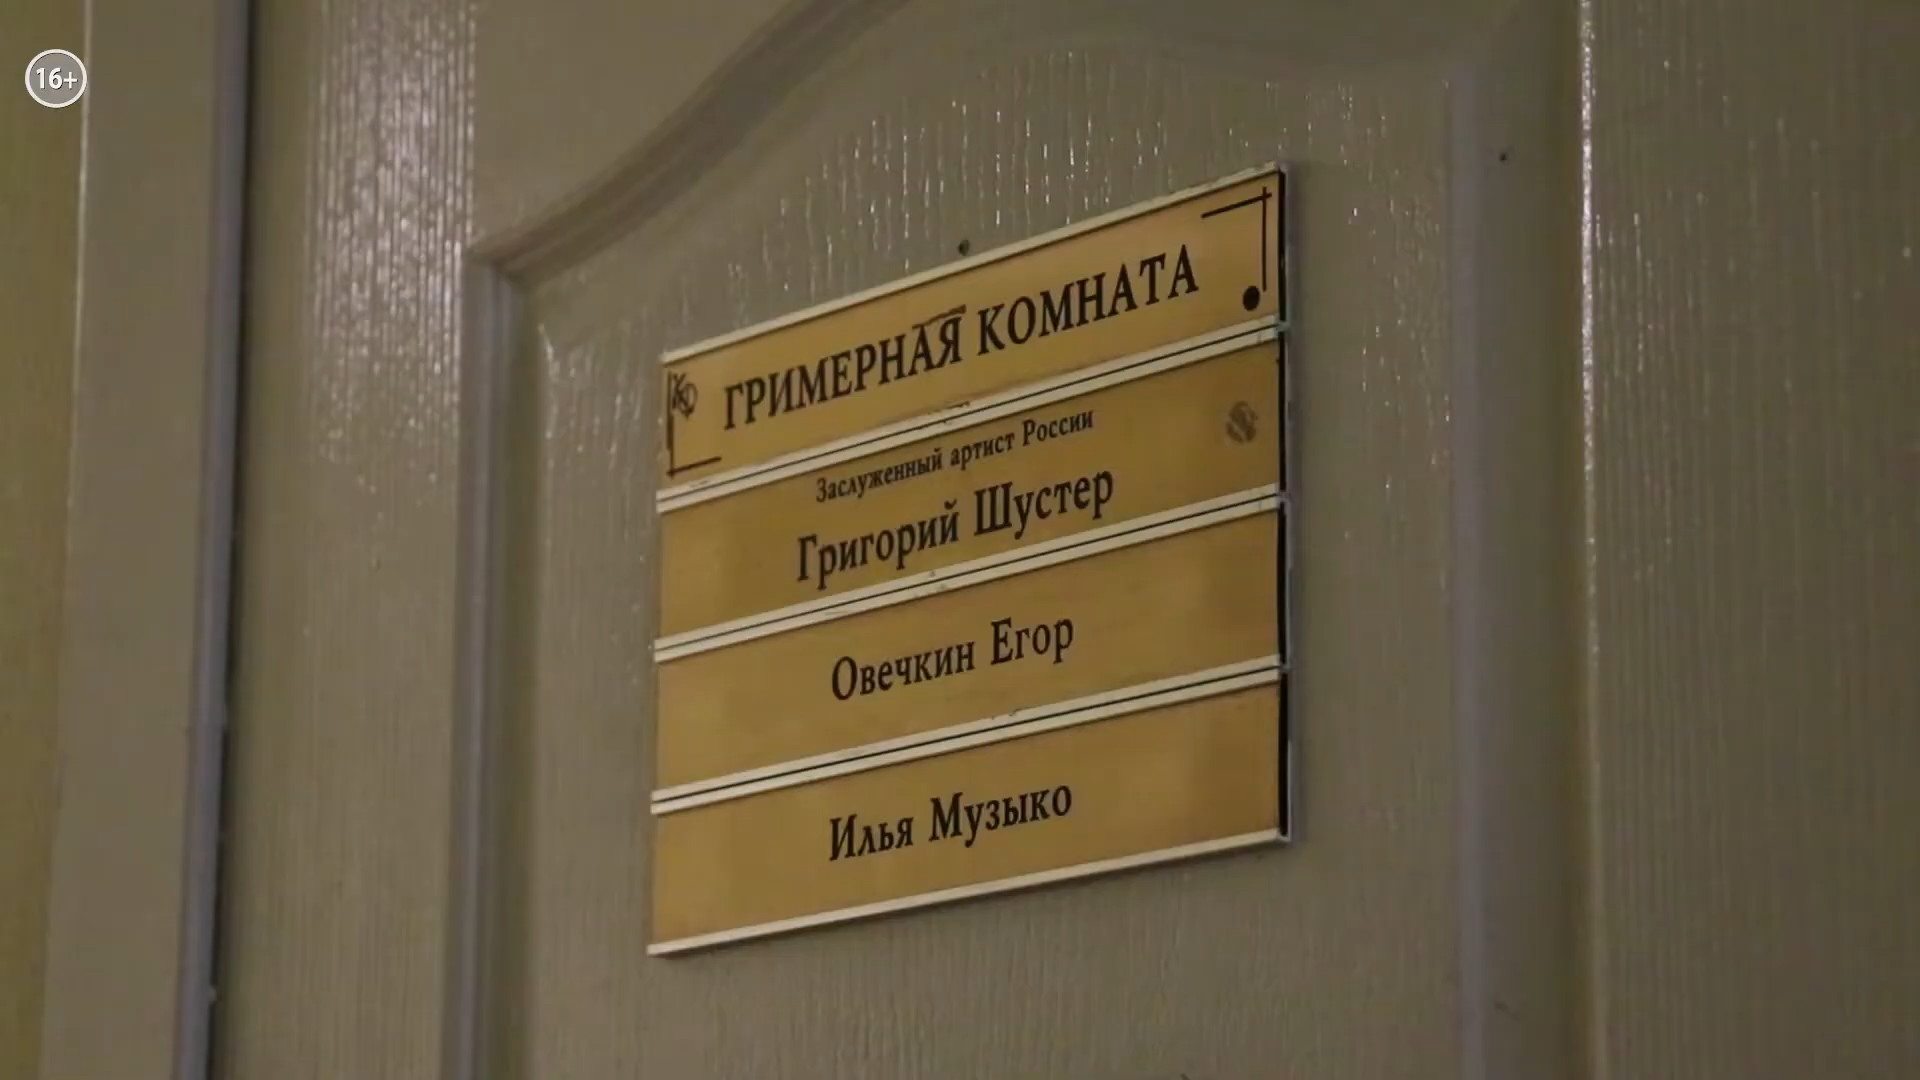 16+
ГРИМЕРНАЯ КОМНАТА
Заслуженный артист России
Григорий Шустер
Овечкин Егор
Илья Музыко